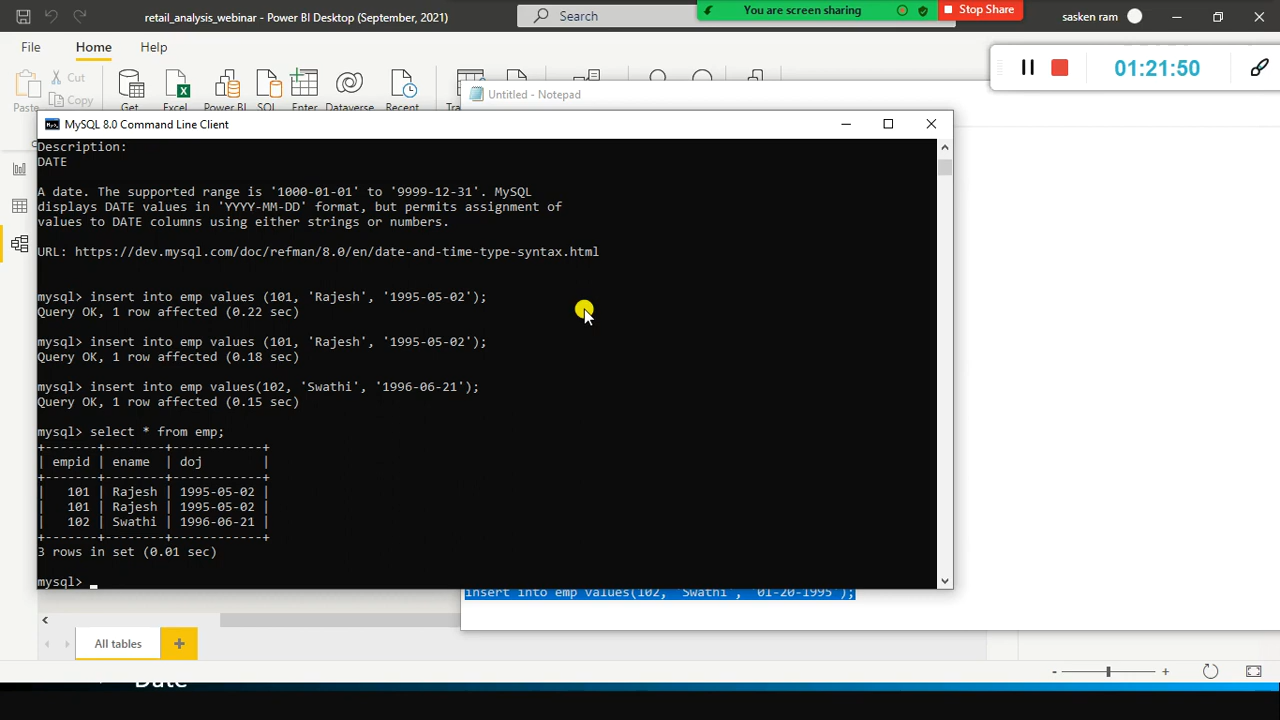 retail_analysis_webinar - Power BI Desktop (September, 2021)
Search
You are screen sharing
Stop Share
sasken ram
File
Home
Help
01:21:50
Paste
Cut
Copy
Get
Excel
Power BI
SQL
Enter
Dataverse
Recent
Untitled - Notepad
MySQL 8.0 Command Line Client
Description:
DATE
A date. The supported range is '1000-01-01' to '9999-12-31'. MySQL
displays DATE values in 'YYYY-MM-DD' format, but permits assignment of
values to DATE columns using either strings or numbers.
URL: https://dev.mysql.com/doc/refman/8.0/en/date-and-time-type-syntax.html
mysql> insert into emp values (101, 'Rajesh', '1995-05-02');
Query OK, 1 row affected (0.22 sec)
mysql> insert into emp values (101, 'Rajesh', '1995-05-02');
Query OK, 1 row affected (0.18 sec)
mysql> insert into emp values(102, 'Swathi', '1996-06-21');
Query OK, 1 row affected (0.15 sec)
mysql> select * from emp;
+-------+--------+------------+
| empid | ename  | doj        |
+-------+--------+------------+
|   101 | Rajesh | 1995-05-02 |
|   101 | Rajesh | 1995-05-02 |
|   102 | Swathi | 1996-06-21 |
+-------+--------+------------+
3 rows in set (0.01 sec)
mysql> _
insert into emp values(102, 'Swathi', '01-20-1995');
All tables
Date